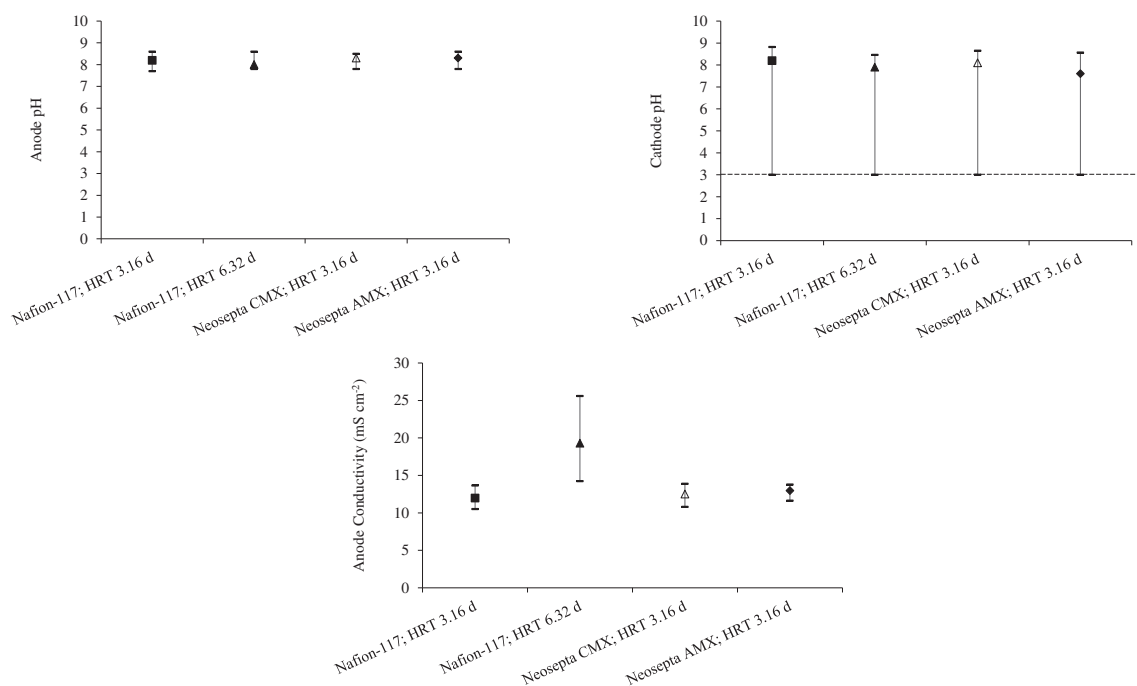 Anode pH
10
9
8
7
6
5
4
3
2
1
0
Nafion-117; HRT 3.16 d
Nafion-117; HRT 6.32 d
Neosepta CMX; HRT 3.16 d
Neosepta AMX; HRT 3.16 d
Cathode pH
10
9
8
7
6
5
4
3
2
1
0
Nafion-117; HRT 3.16 d
Nafion-117; HRT 6.32 d
Neosepta CMX; HRT 3.16 d
Neosepta AMX; HRT 3.16 d
Anode Conductivity (mS cm⁻²)
30
25
20
15
10
5
0
Nafion-117; HRT 3.16 d
Nafion-117; HRT 6.32 d
Neosepta CMX; HRT 3.16 d
Neosepta AMX; HRT 3.16 d